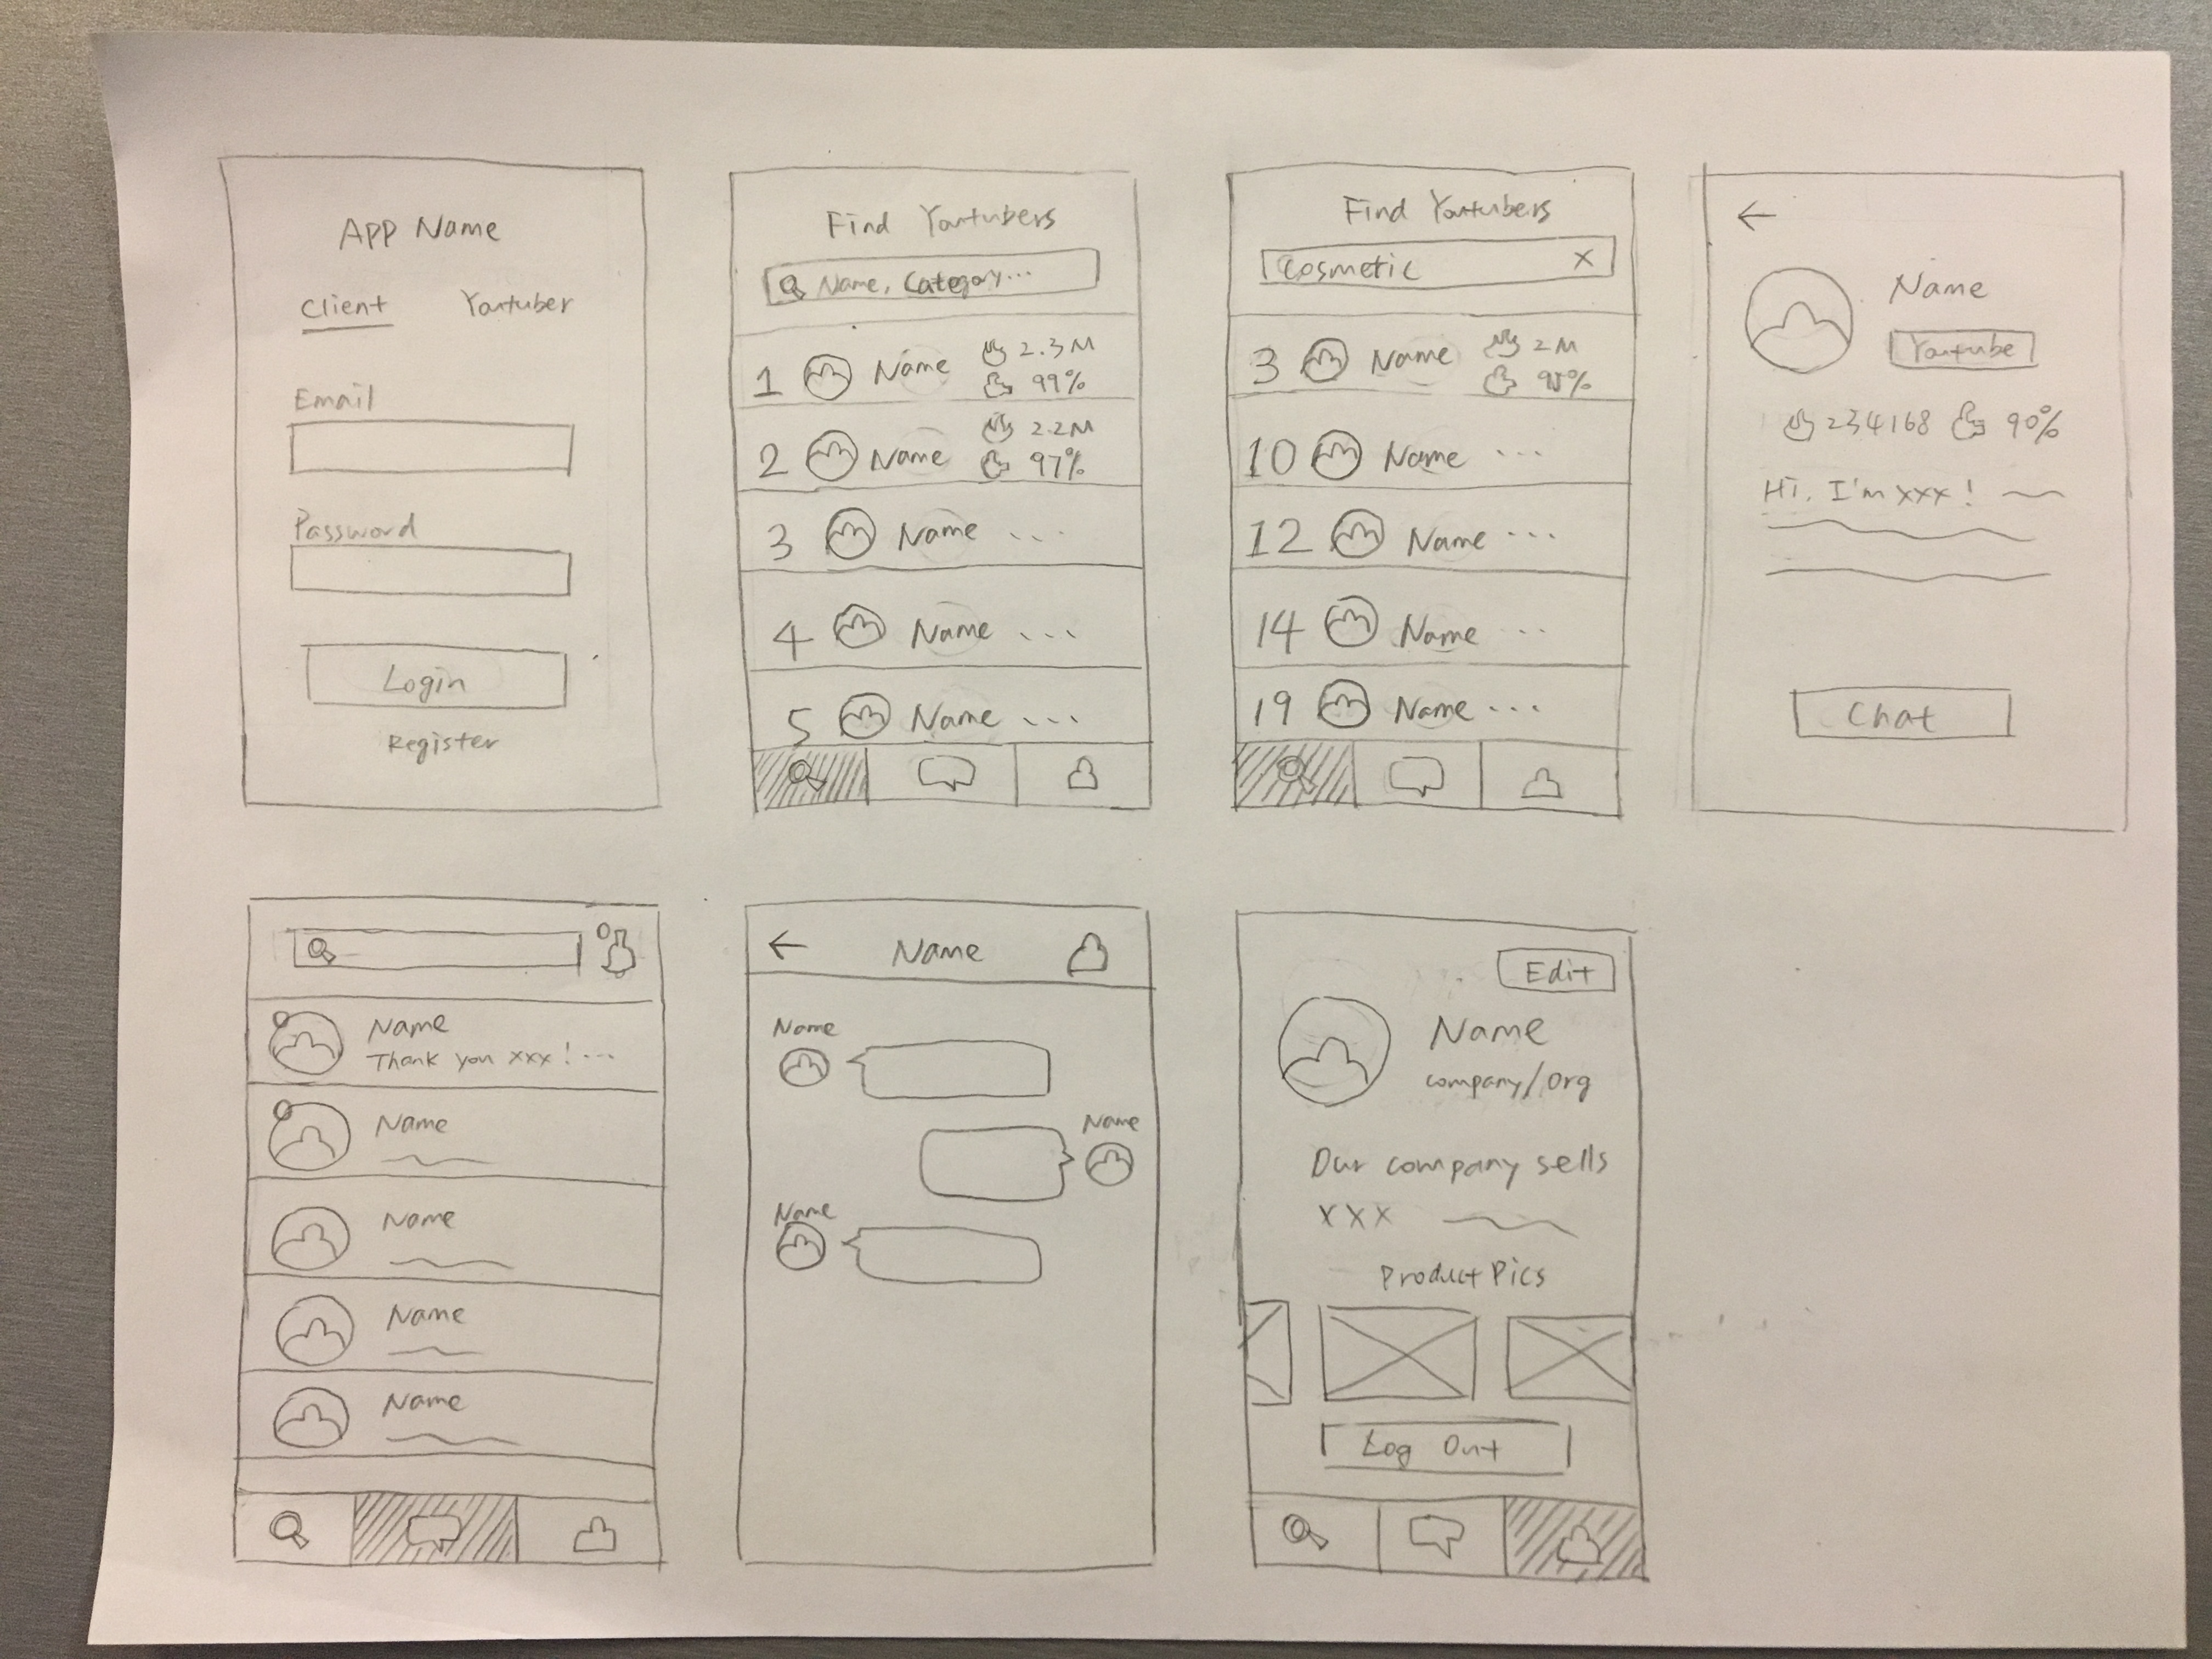 App Name
Client Youtuber
Email
Password
Login
Register
Find Youtubers
Name, Category...
1 Name 2.3M
99%
2 Name 2.2M
97%
3 Name ...
4 Name ...
5 Name ...
Find Youtubers
Cosmetic X
3 Name 2M
98%
10 Name ...
12 Name ...
14 Name ...
19 Name ...
←
Name
Youtube
234168 90%
Hi, I'm xxx!
Chat
Name
Thank you xxx! ...
Name
Name
Name
Name
← Name
Name
Name
Name
Edit
Name
company/org
Our company sells
xxx
Product Pics
Log Out